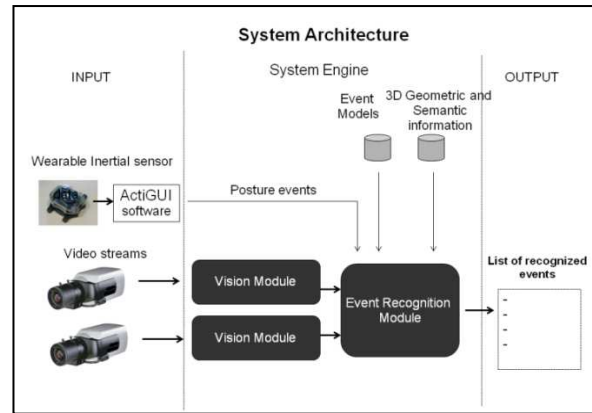 System Architecture
INPUT
System Engine
OUTPUT
Event
Models
3D Geometric and
Semantic
information
Wearable Inertial sensor
ActiGUI
software
Posture events
Video streams
Vision Module
Vision Module
Event Recognition
Module
List of recognized
events
-
-
-
-